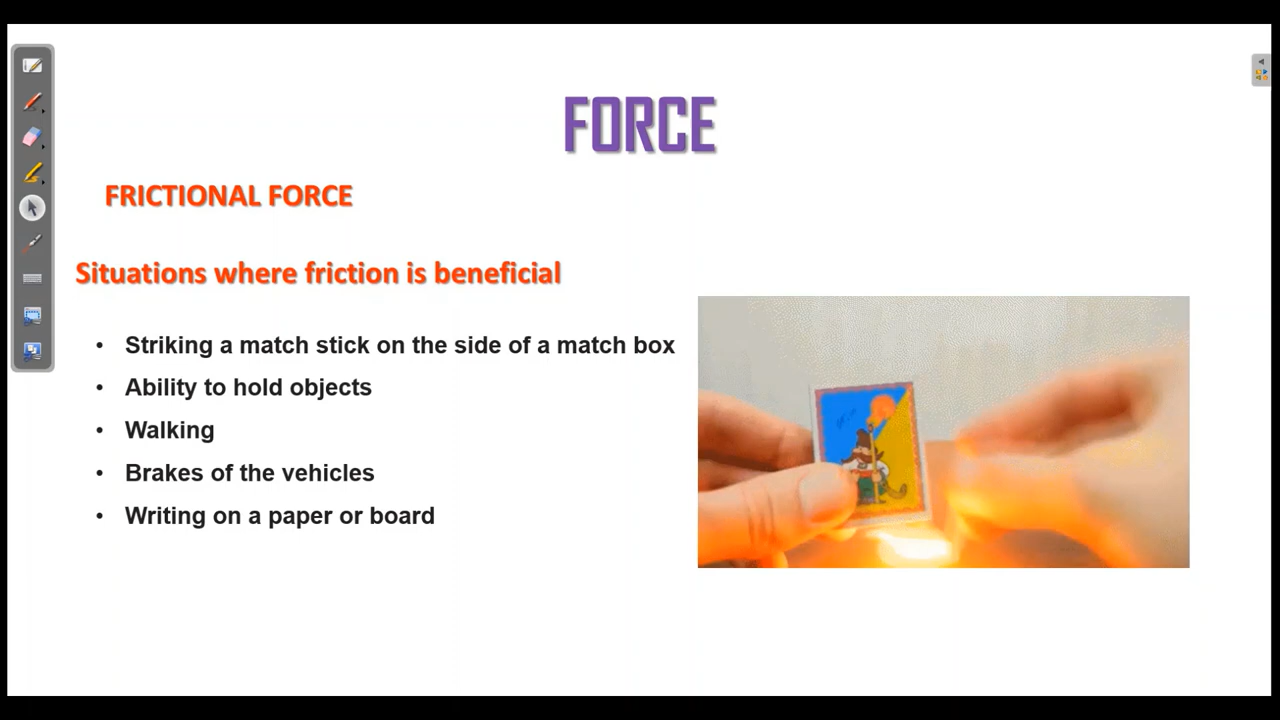 FORCE
FRICTIONAL FORCE
Situations where friction is beneficial
• Striking a match stick on the side of a match box
• Ability to hold objects
• Walking
• Brakes of the vehicles
• Writing on a paper or board